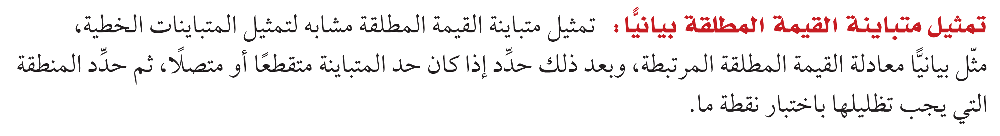 تمثيل متباينة القيمة المطلقة بيانيًّا: تمثيل متباينة القيمة المطلقة مشابه لتمثيل المتباينات الخطية،
مثّل بيانيًّا معادلة القيمة المطلقة المرتبطة، وبعد ذلك حدِّد إذا كان حد المتباينة متقطعًا أو متصلًا، ثم حدِّد المنطقة
التي يجب تظليلها باختبار نقطة ما.